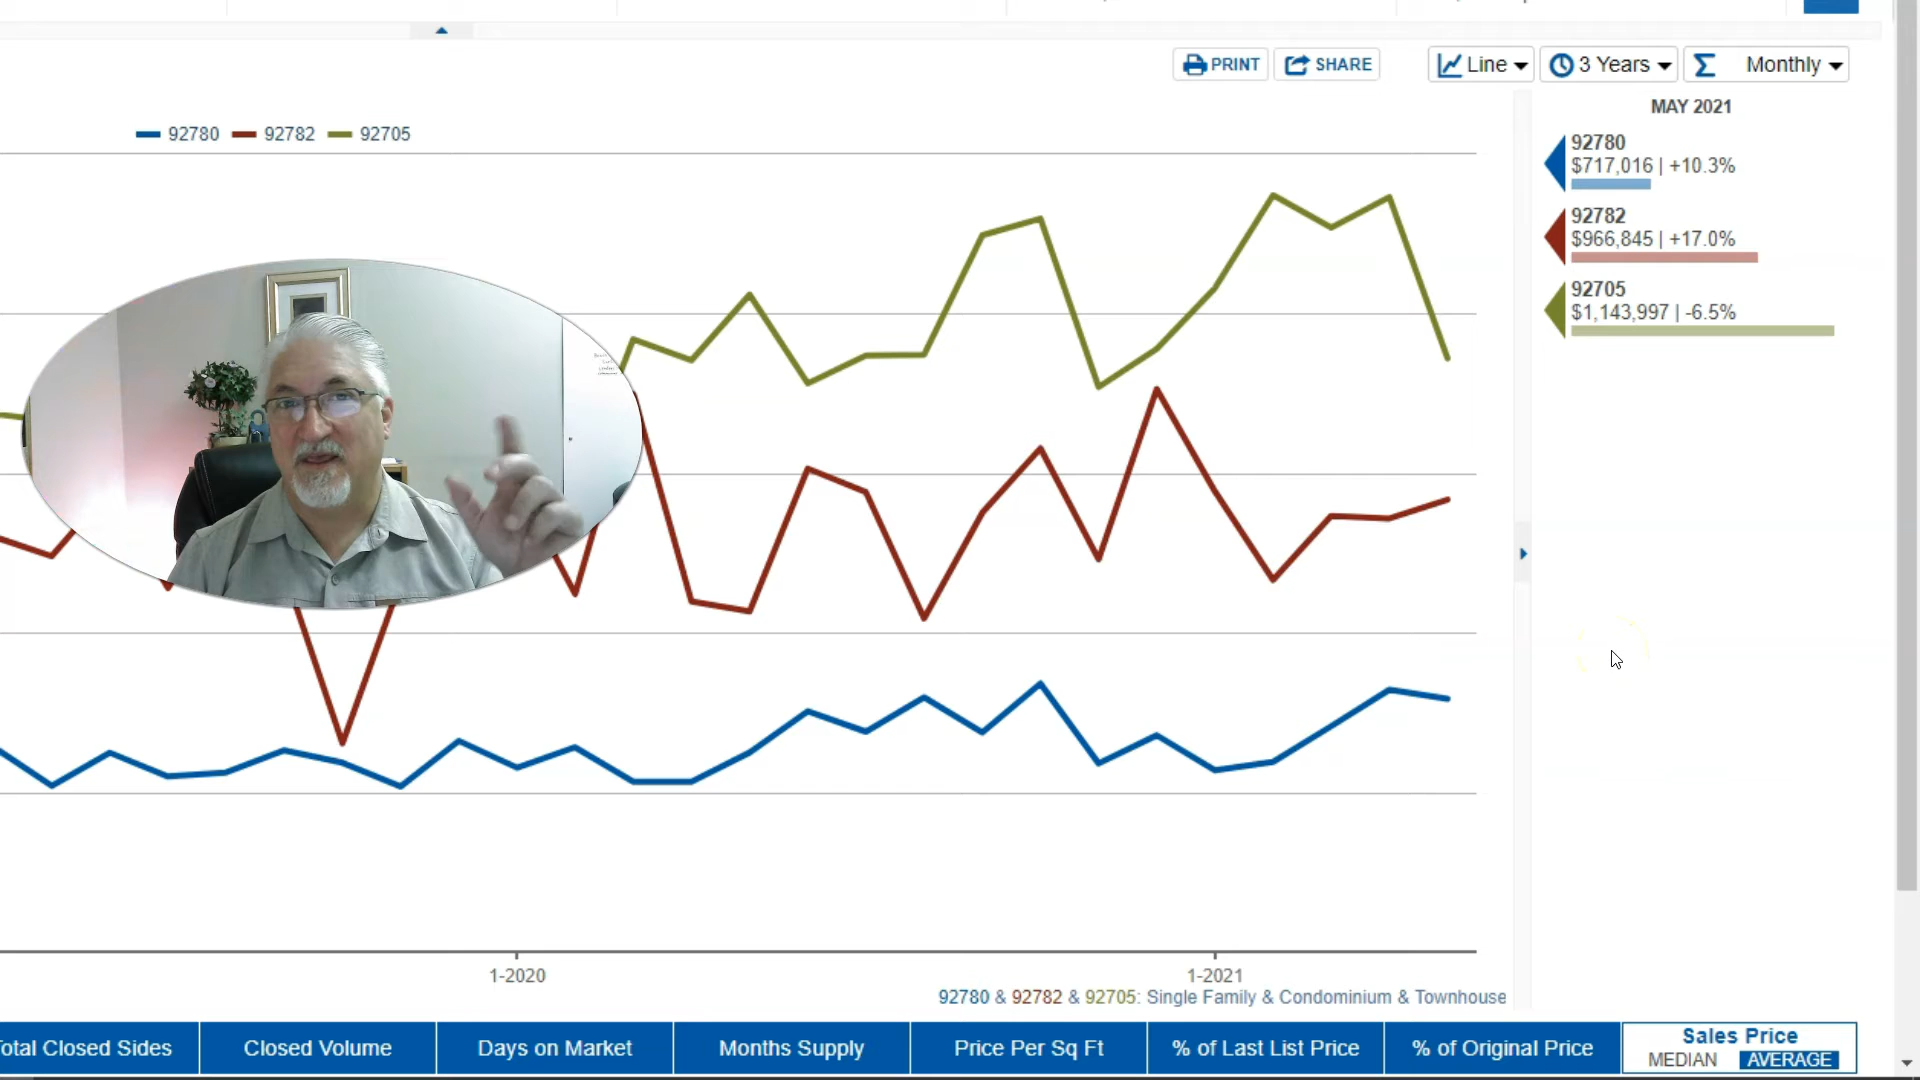 PRINT
SHARE
Line
3 Years
Monthly
92780
92782
92705
MAY 2021
92780
$717,016 | +10.3%
92782
$966,845 | +17.0%
92705
$1,143,997 | -6.5%
1-2020
1-2021
92780 & 92782 & 92705: Single Family & Condominium & Townhouse
Total Closed Sides
Closed Volume
Days on Market
Months Supply
Price Per Sq Ft
% of Last List Price
% of Original Price
Sales Price
MEDIAN AVERAGE